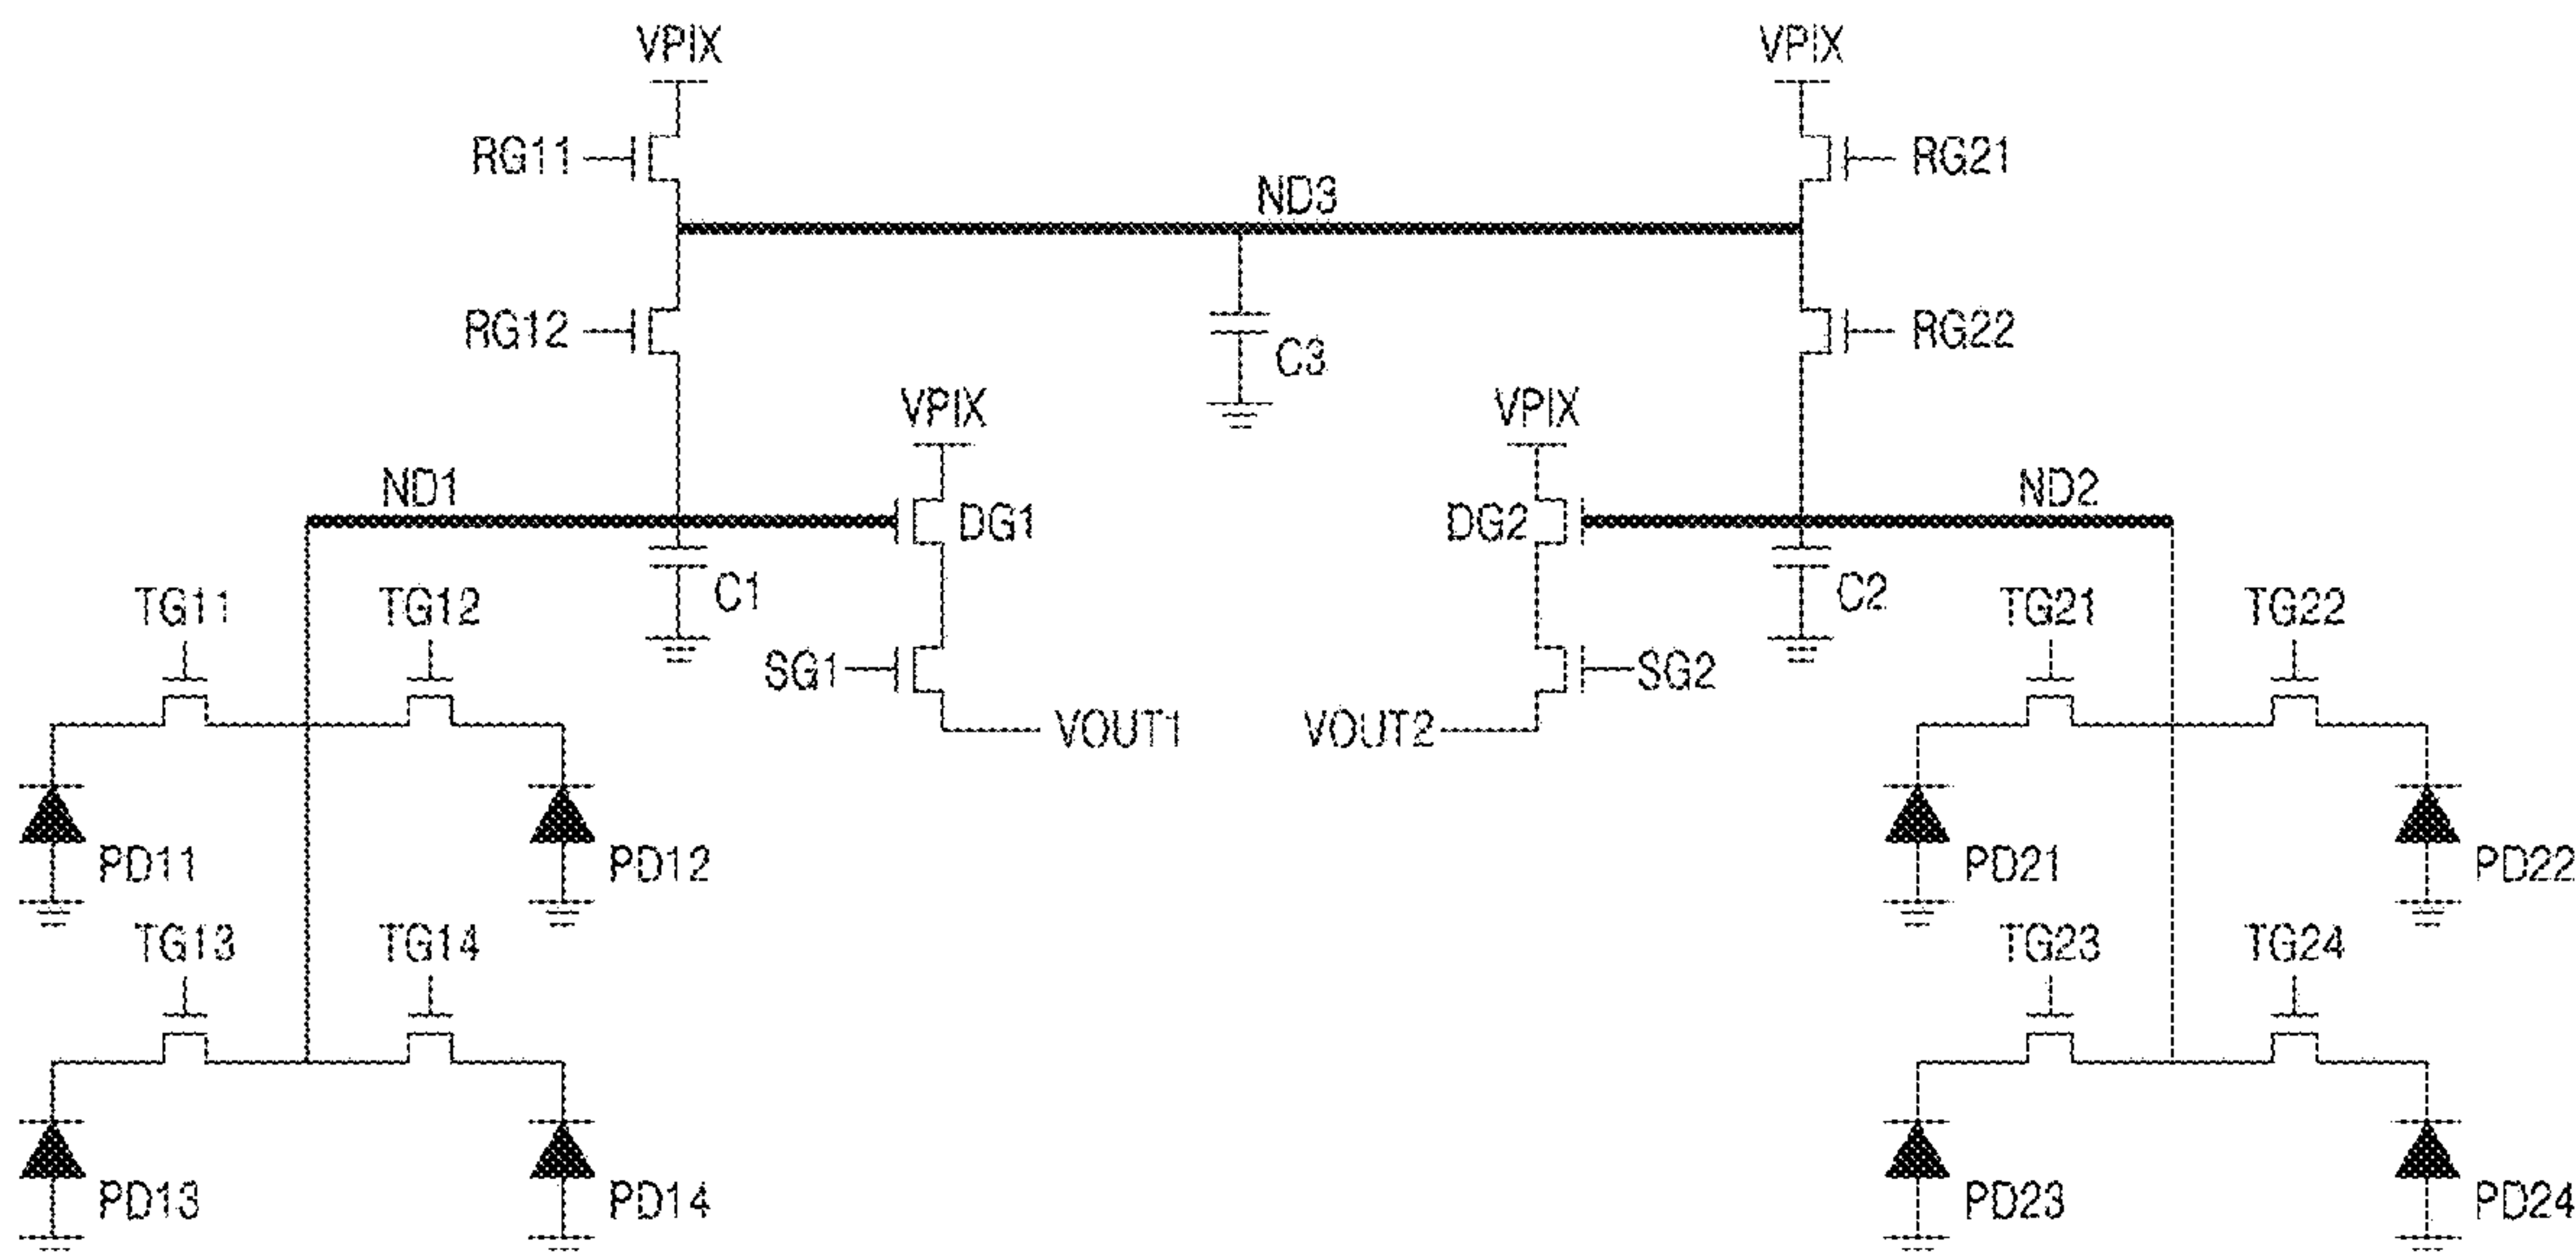 VPIX VPIX
RG11 RG21
ND3
RG12 RG22
C3
VPIX VPIX
ND1 ND2
DG1 DG2
C1 C2
TG11 TG12 TG21 TG22
SG1 SG2
VOUT1 VOUT2
PD11 PD12 PD21 PD22
TG13 TG14 TG23 TG24
PD13 PD14 PD23 PD24